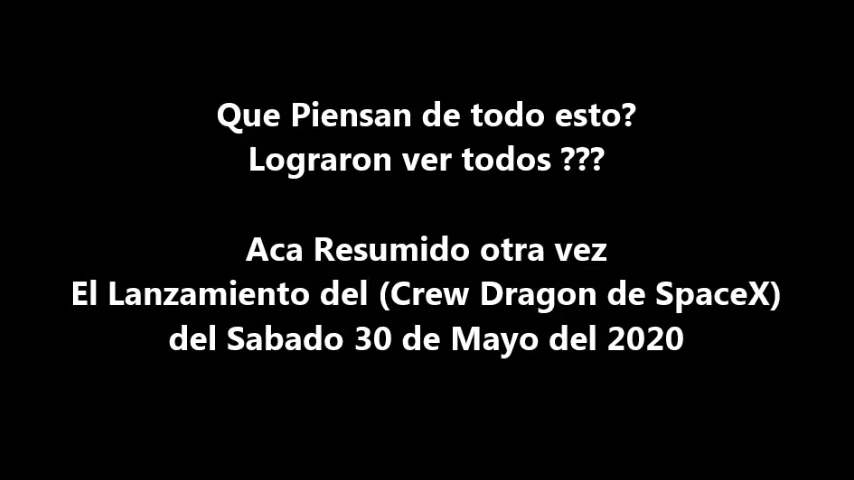 Que Piensan de todo esto?
Lograron ver todos ???
Aca Resumido otra vez
El Lanzamiento del (Crew Dragon de SpaceX)
del Sabado 30 de Mayo del 2020